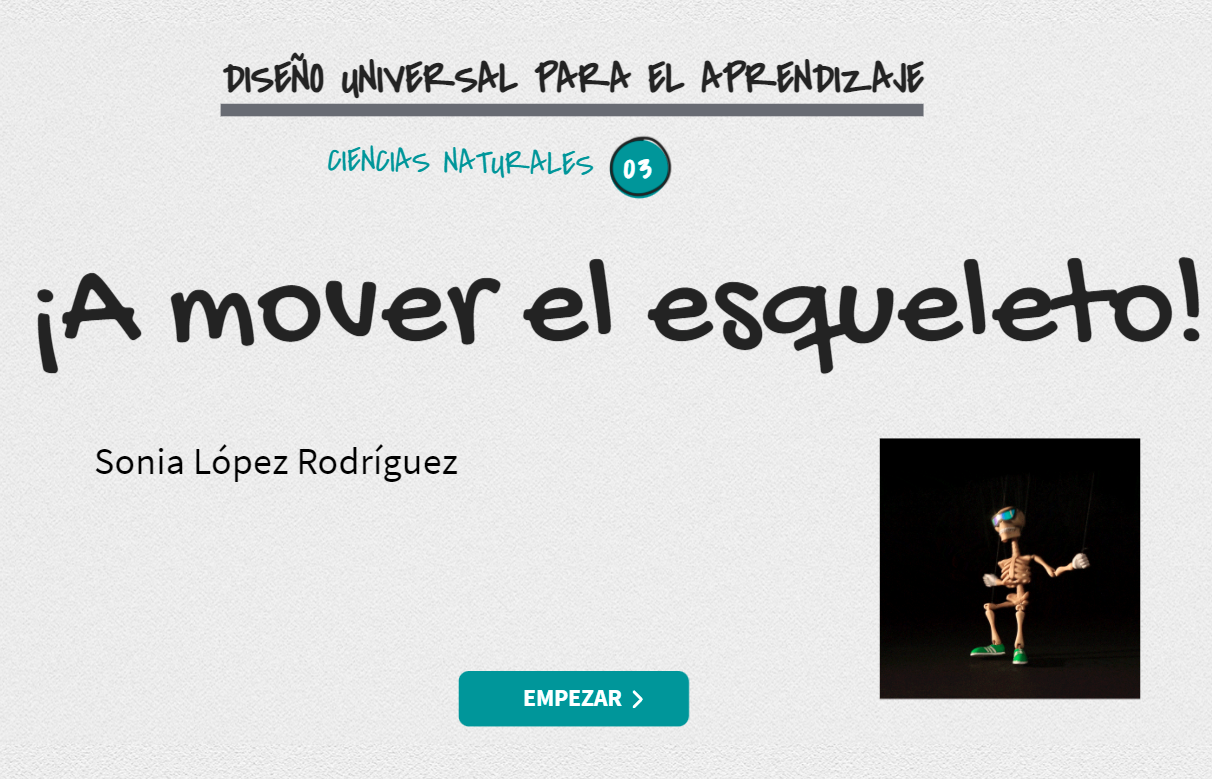 DISEÑO UNIVERSAL PARA EL APRENDIZAJE
CIENCIAS NATURALES 03
¡A mover el esqueleto!
Sonia López Rodríguez
EMPEZAR >